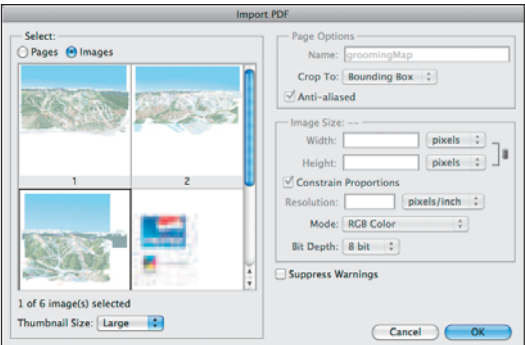 Import PDF
Select:
Pages Images
1 2
1 of 6 image(s) selected
Thumbnail Size: Large
Page Options
Name: groomingMap
Crop To: Bounding Box
Anti-aliased
Image Size: --
Width: pixels
Height: pixels
Constrain Proportions
Resolution: pixels/inch
Mode: RGB Color
Bit Depth: 8 bit
Suppress Warnings
Cancel OK